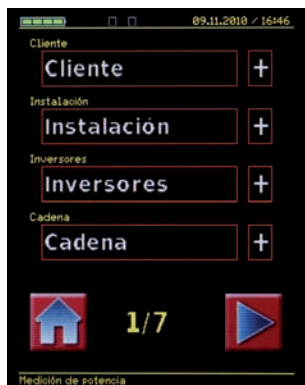 09.11.2010 / 16:46
Cliente
Cliente +
Instalación
Instalación +
Inversores
Inversores +
Cadena
Cadena +
1/7
Medición de potencia